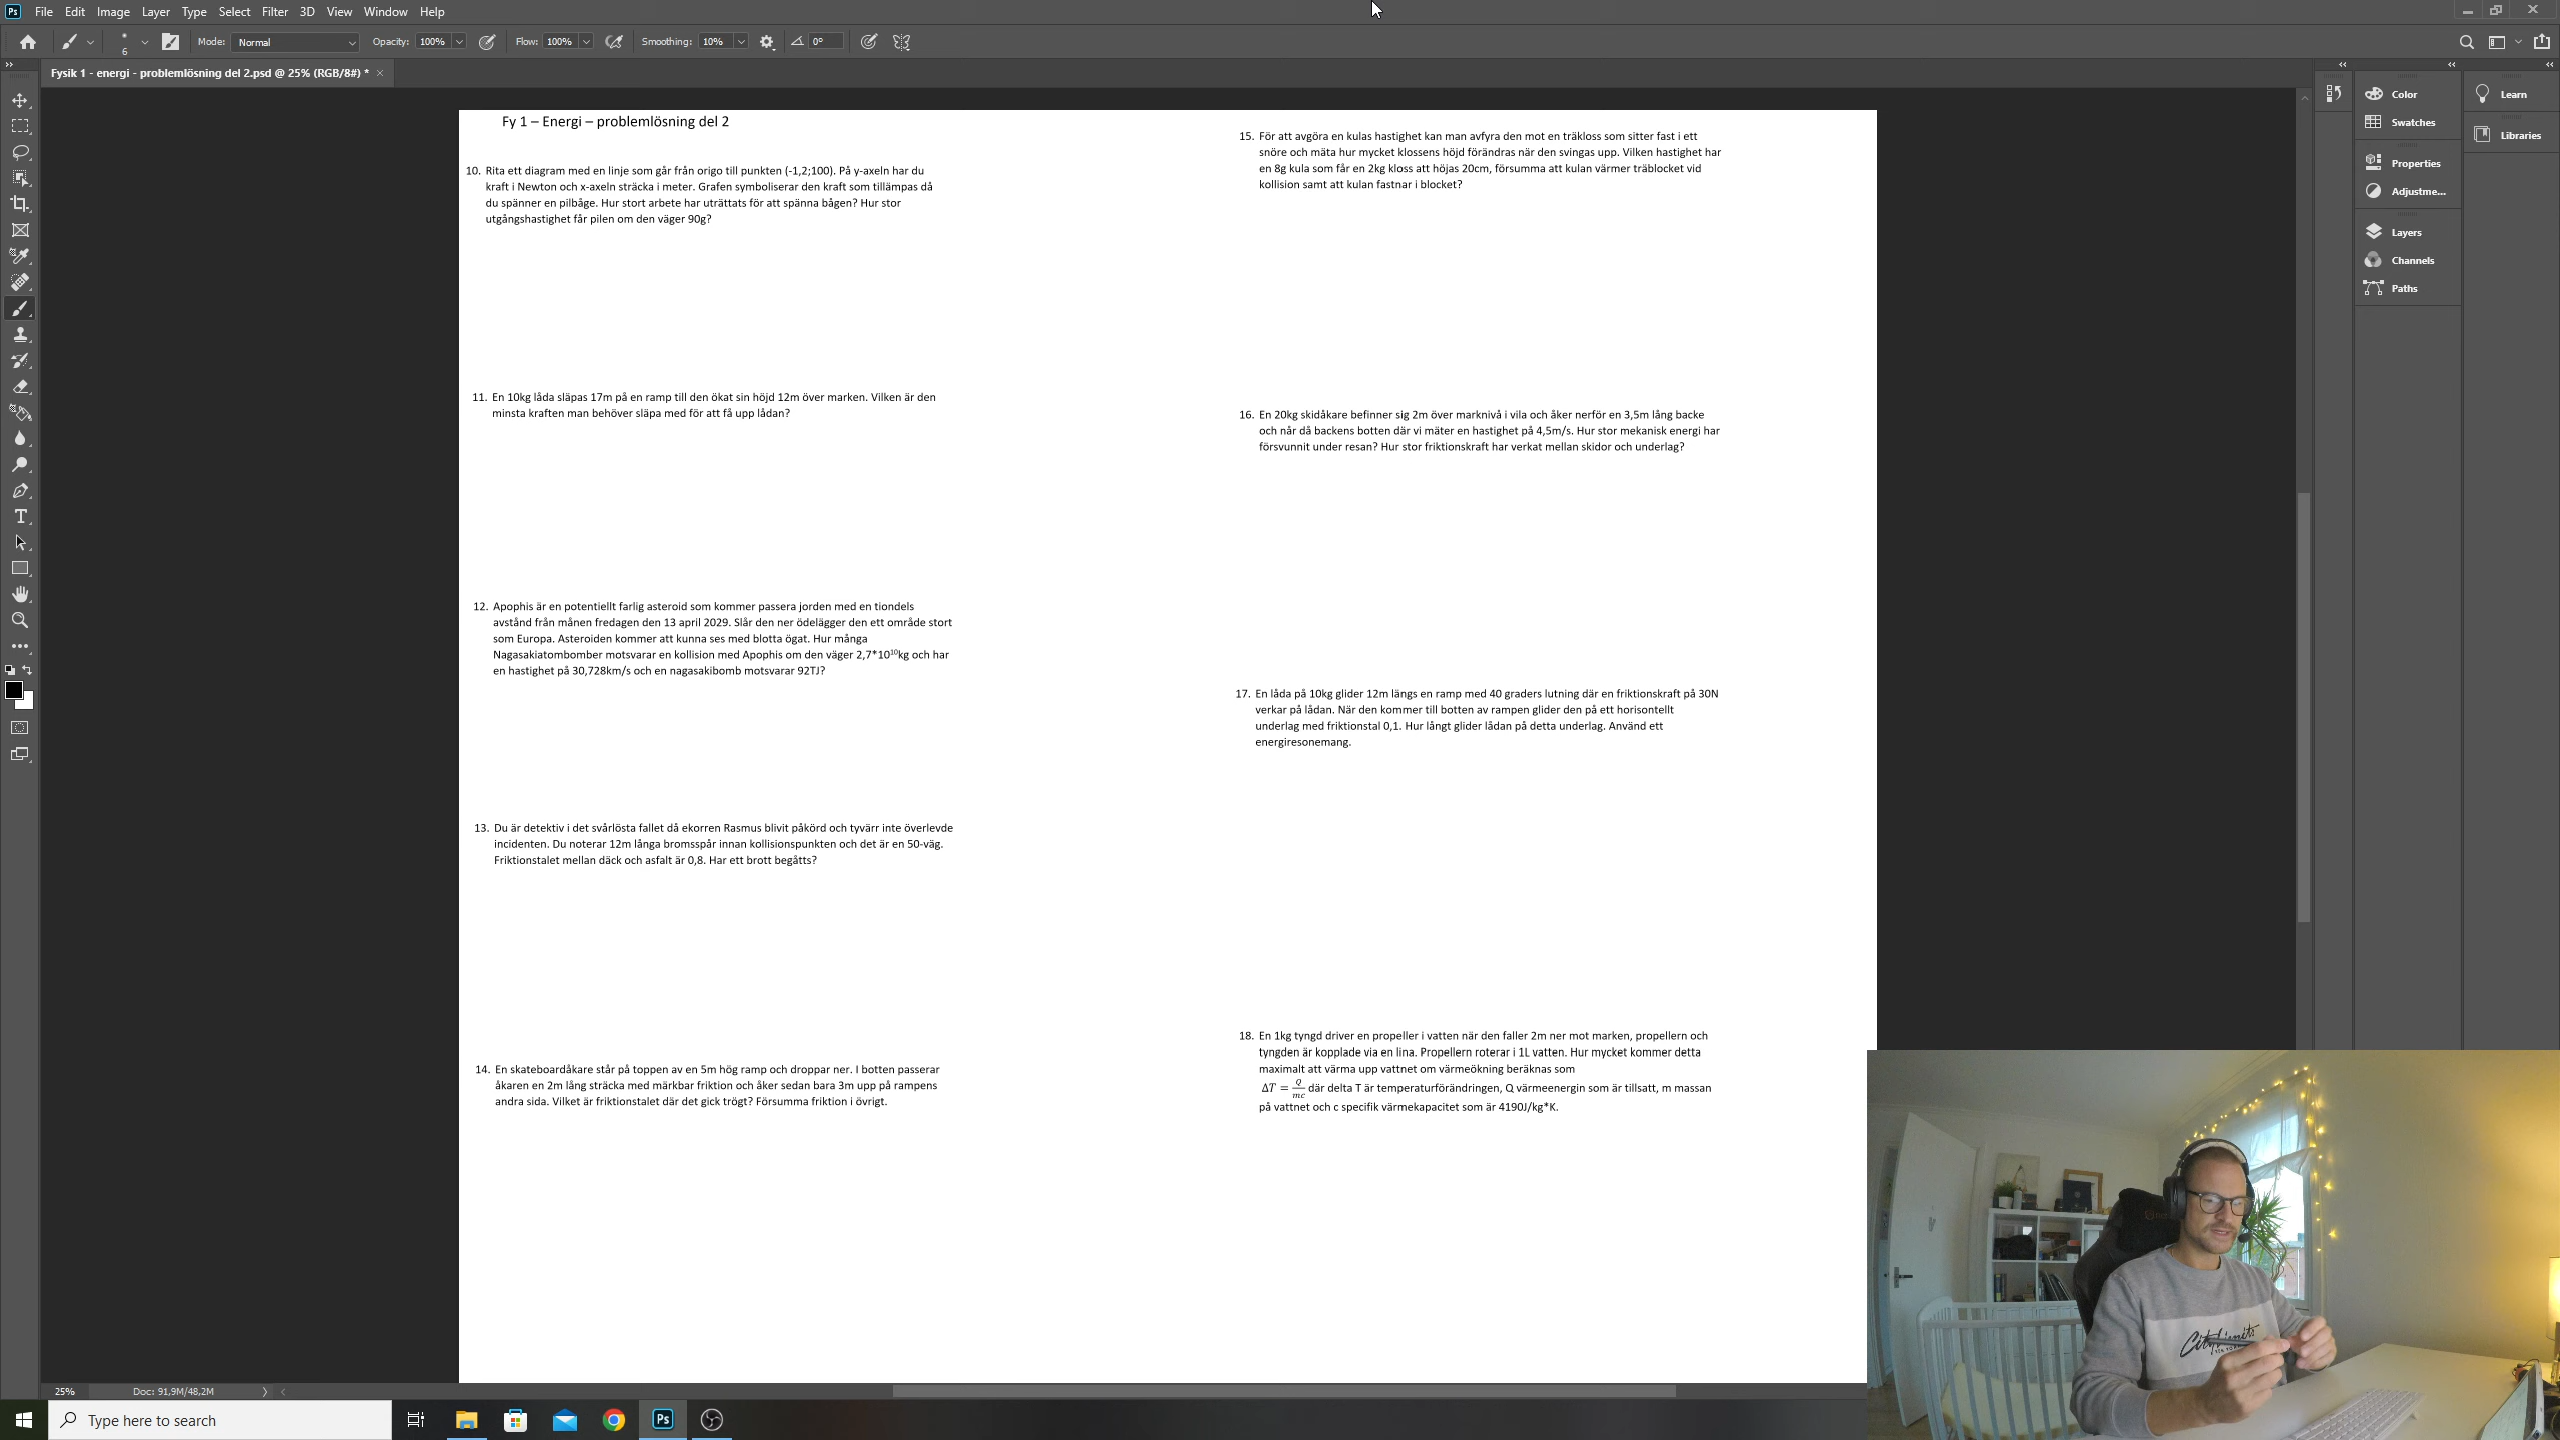 File Edit Image Layer Type Select Filter 3D View Window Help
6 Mode: Normal Opacity: 100% Flow: 100% Smoothing: 10% 0°
Fysik 1 - energi - problemlösning del 2.psd @ 25% (RGB/8#) *
Fy 1 – Energi – problemlösning del 2
10. Rita ett diagram med en linje som går från origo till punkten (-1,2;100). På y-axeln har du
kraft i Newton och x-axeln sträcka i meter. Grafen symboliserar den kraft som tillämpas då
du spänner en pilbåge. Hur stort arbete har uträttats för att spänna bågen? Hur stor
utgångshastighet får pilen om den väger 90g?
11. En 10kg låda släpas 17m på en ramp till den ökat sin höjd 12m över marken. Vilken är den
minsta kraften man behöver släpa med för att få upp lådan?
12. Apophis är en potentiellt farlig asteroid som kommer passera jorden med en tiondels
avstånd från månen fredagen den 13 april 2029. Slår den ner ödelägger den ett område stort
som Europa. Asteroiden kommer att kunna ses med blotta ögat. Hur många
Nagasakiatombomber motsvarar en kollision med Apophis om den väger 2,7*10¹⁰kg och har
en hastighet på 30,728km/s och en nagasakibomb motsvarar 92TJ?
13. Du är detektiv i det svårlösta fallet då ekorren Rasmus blivit påkörd och tyvärr inte överlevde
incidenten. Du noterar 12m långa bromsspår innan kollisionspunkten och det är en 50-väg.
Friktionstalet mellan däck och asfalt är 0,8. Har ett brott begåtts?
14. En skateboardåkare står på toppen av en 5m hög ramp och droppar ner. I botten passerar
åkaren en 2m lång sträcka med märkbar friktion och åker sedan bara 3m upp på rampens
andra sida. Vilket är friktionstalet där det gick trögt? Försumma friktion i övrigt.
15. För att avgöra en kulas hastighet kan man avfyra den mot en träkloss som sitter fast i ett
snöre och mäta hur mycket klossens höjd förändras när den svingas upp. Vilken hastighet har
en 8g kula som får en 2kg kloss att höjas 20cm, försumma att kulan värmer träblocket vid
kollision samt att kulan fastnar i blocket?
16. En 20kg skidåkare befinner sig 2m över marknivå i vila och åker nerför en 3,5m lång backe
och når då backens botten där vi mäter en hastighet på 4,5m/s. Hur stor mekanisk energi har
försvunnit under resan? Hur stor friktionskraft har verkat mellan skidor och underlag?
17. En låda på 10kg glider 12m längs en ramp med 40 graders lutning där en friktionskraft på 30N
verkar på lådan. När den kommer till botten av rampen glider den på ett horisontellt
underlag med friktionstal 0,1. Hur långt glider lådan på detta underlag. Använd ett
energiresonemang.
18. En 1kg tyngd driver en propeller i vatten när den faller 2m ner mot marken, propellern och
tyngden är kopplade via en lina. Propellern roterar i 1L vatten. Hur mycket kommer detta
maximalt att värma upp vattnet om värmeökning beräknas som
ΔT = Q/mc där delta T är temperaturförändringen, Q värmeenergin som är tillsatt, m massan
på vattnet och c specifik värmekapacitet som är 4190J/kg*K.
Color
Swatches
Properties
Adjustme...
Layers
Channels
Paths
Learn
Libraries
25% Doc: 91,9M/48,2M
Type here to search
Ps